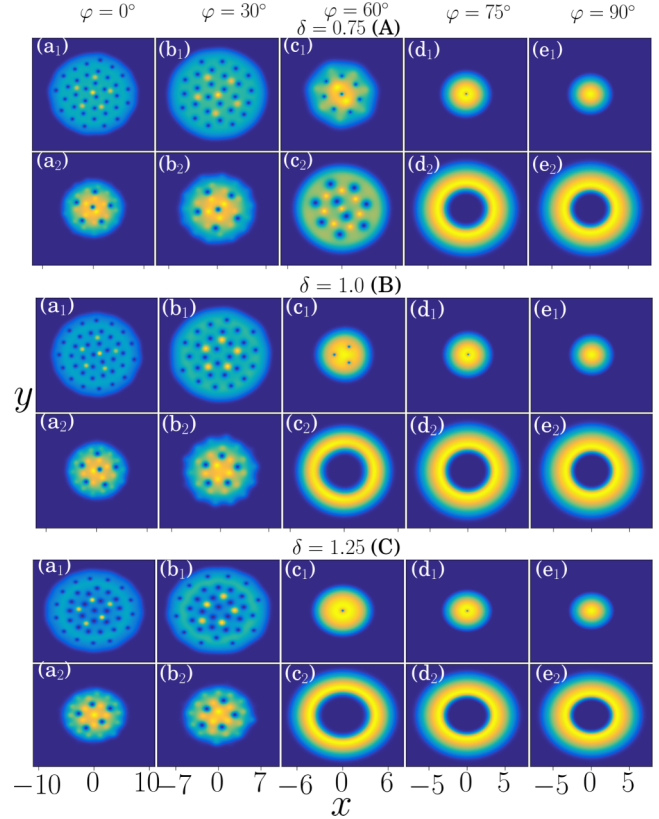 φ = 0° φ = 30° φ = 60° φ = 75° φ = 90°
δ = 0.75 (A)
(a₁) (b₁) (c₁) (d₁) (e₁)
(a₂) (b₂) (c₂) (d₂) (e₂)
δ = 1.0 (B)
(a₁) (b₁) (c₁) (d₁) (e₁)
y
(a₂) (b₂) (c₂) (d₂) (e₂)
δ = 1.25 (C)
(a₁) (b₁) (c₁) (d₁) (e₁)
(a₂) (b₂) (c₂) (d₂) (e₂)
−10 0 10 −7 0 7 −6 0 6 −5 0 5 −5 0 5
x